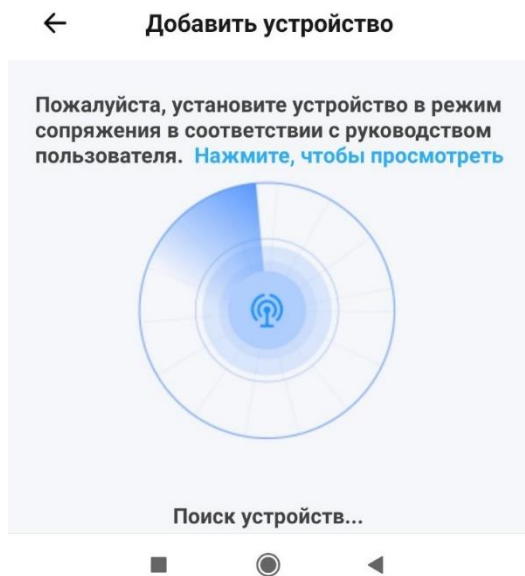 Добавить устройство
Пожалуйста, установите устройство в режим
сопряжения в соответствии с руководством
пользователя. Нажмите, чтобы просмотреть
Поиск устройств...